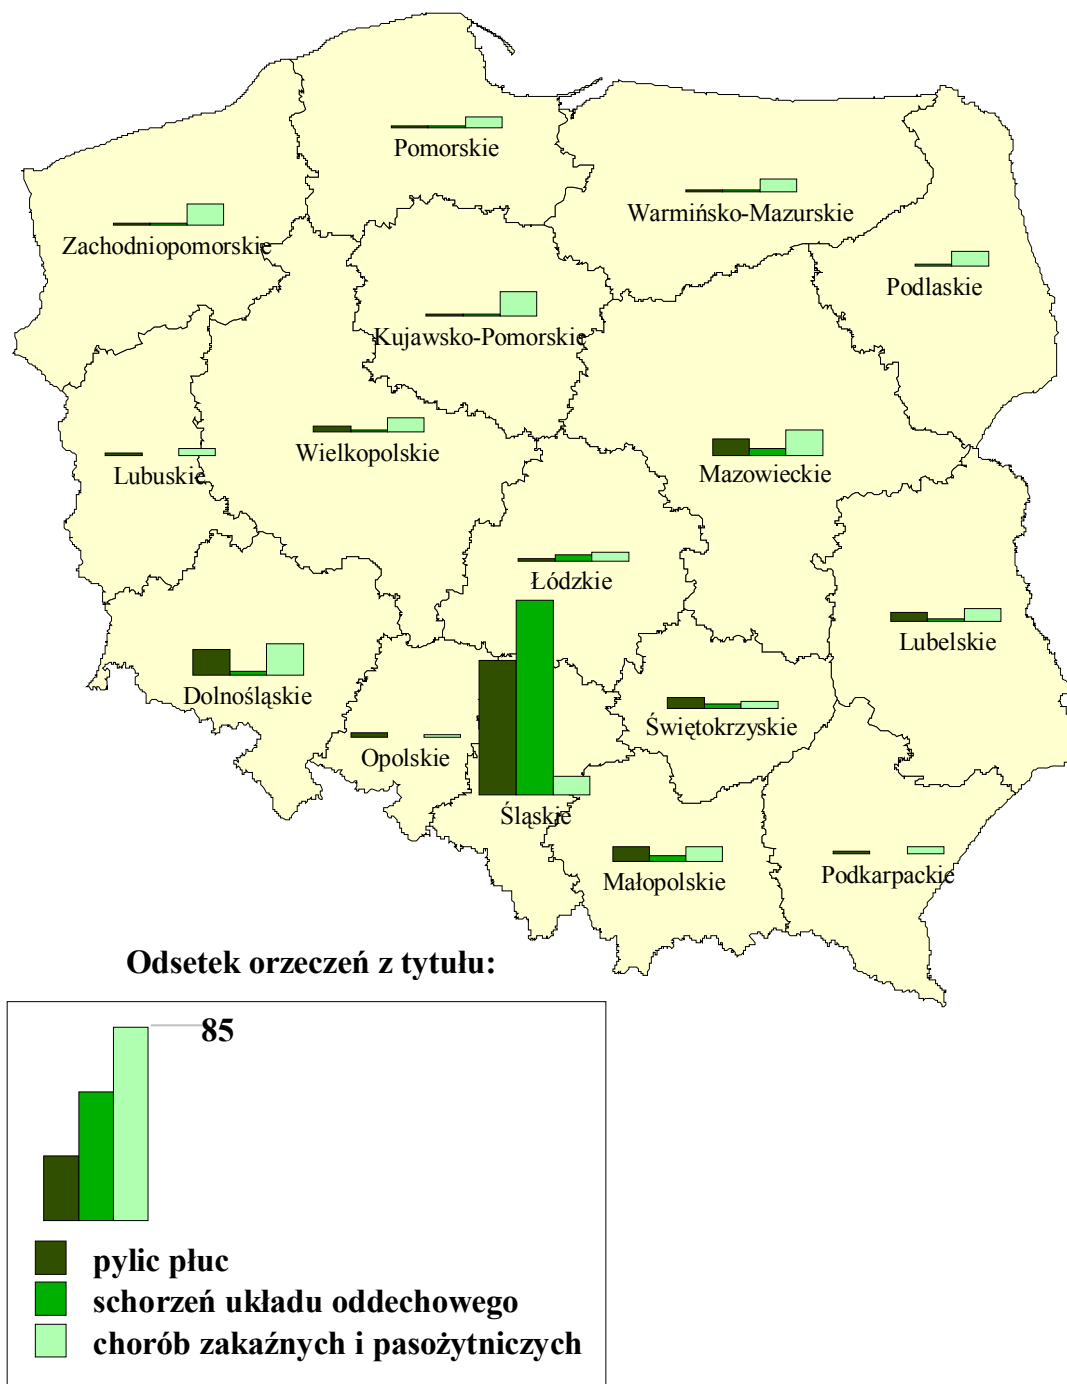 Pomorskie
Warmińsko-Mazurskie
Zachodniopomorskie
Podlaskie
Kujawsko-Pomorskie
Wielkopolskie
Mazowieckie
Lubuskie
Łódzkie
Lubelskie
Dolnośląskie
Świętokrzyskie
Opolskie
Śląskie
Małopolskie
Podkarpackie
Odsetek orzeczeń z tytułu:
85
pylic płuc
schorzeń układu oddechowego
chorób zakaźnych i pasożytniczych